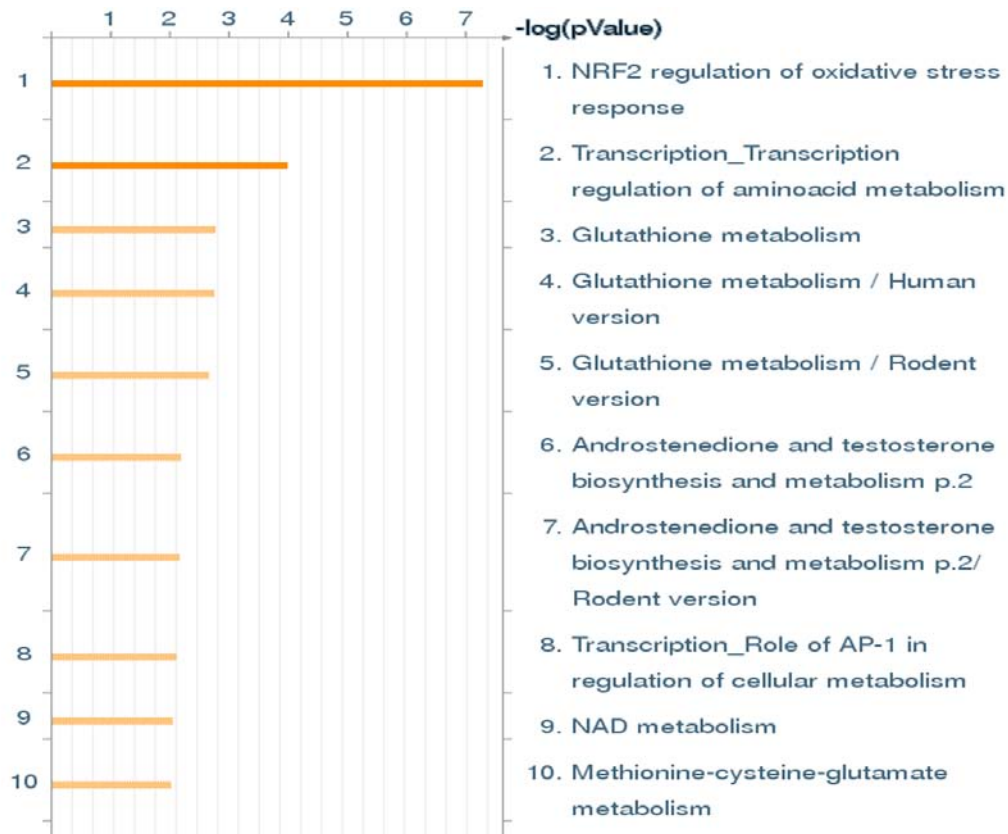 1 2 3 4 5 6 7 -log(pValue)
1 1. NRF2 regulation of oxidative stress
response
2 2. Transcription_Transcription
regulation of aminoacid metabolism
3 3. Glutathione metabolism
4 4. Glutathione metabolism / Human
version
5 5. Glutathione metabolism / Rodent
version
6 6. Androstenedione and testosterone
biosynthesis and metabolism p.2
7 7. Androstenedione and testosterone
biosynthesis and metabolism p.2/
Rodent version
8 8. Transcription_Role of AP-1 in
regulation of cellular metabolism
9 9. NAD metabolism
10 10. Methionine-cysteine-glutamate
metabolism